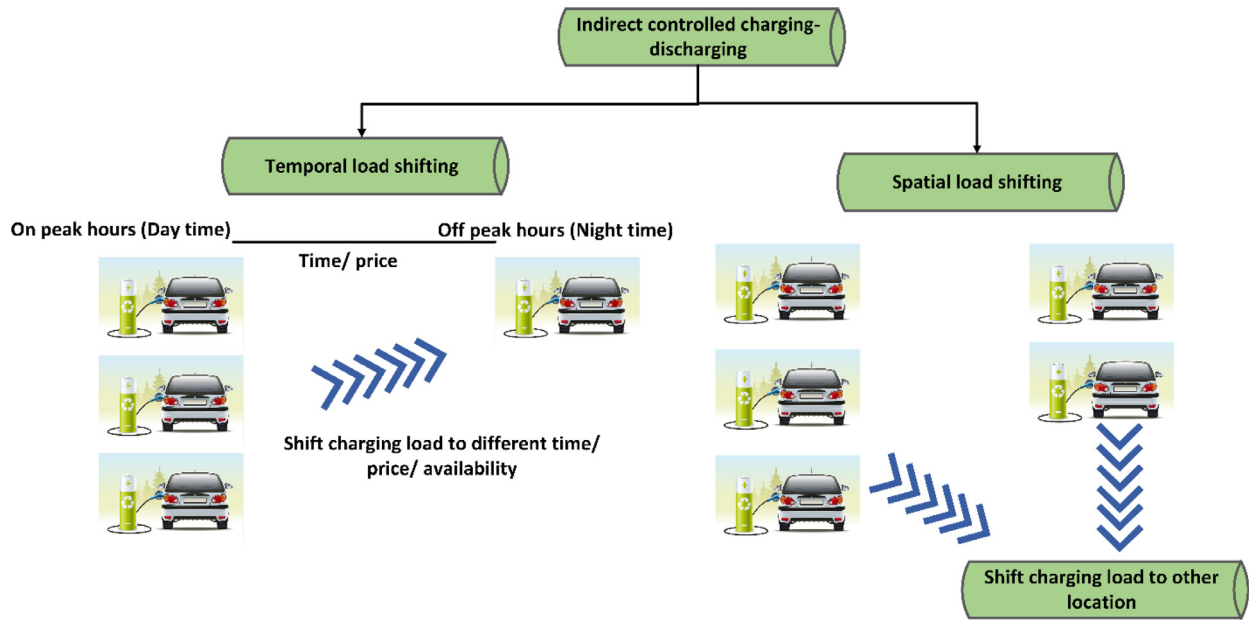 Indirect controlled charging-
discharging
Temporal load shifting
Spatial load shifting
On peak hours (Day time)
Off peak hours (Night time)
Time/ price
Shift charging load to different time/
price/ availability
Shift charging load to other
location